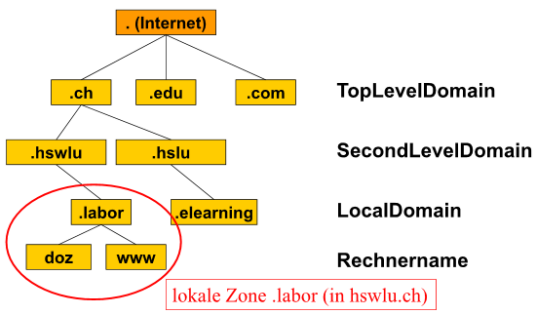 . (Internet)
.ch
.edu
.com
TopLevelDomain
.hswlu
.hslu
SecondLevelDomain
.labor
.elearning
LocalDomain
doz
www
Rechnername
lokale Zone .labor (in hswlu.ch)